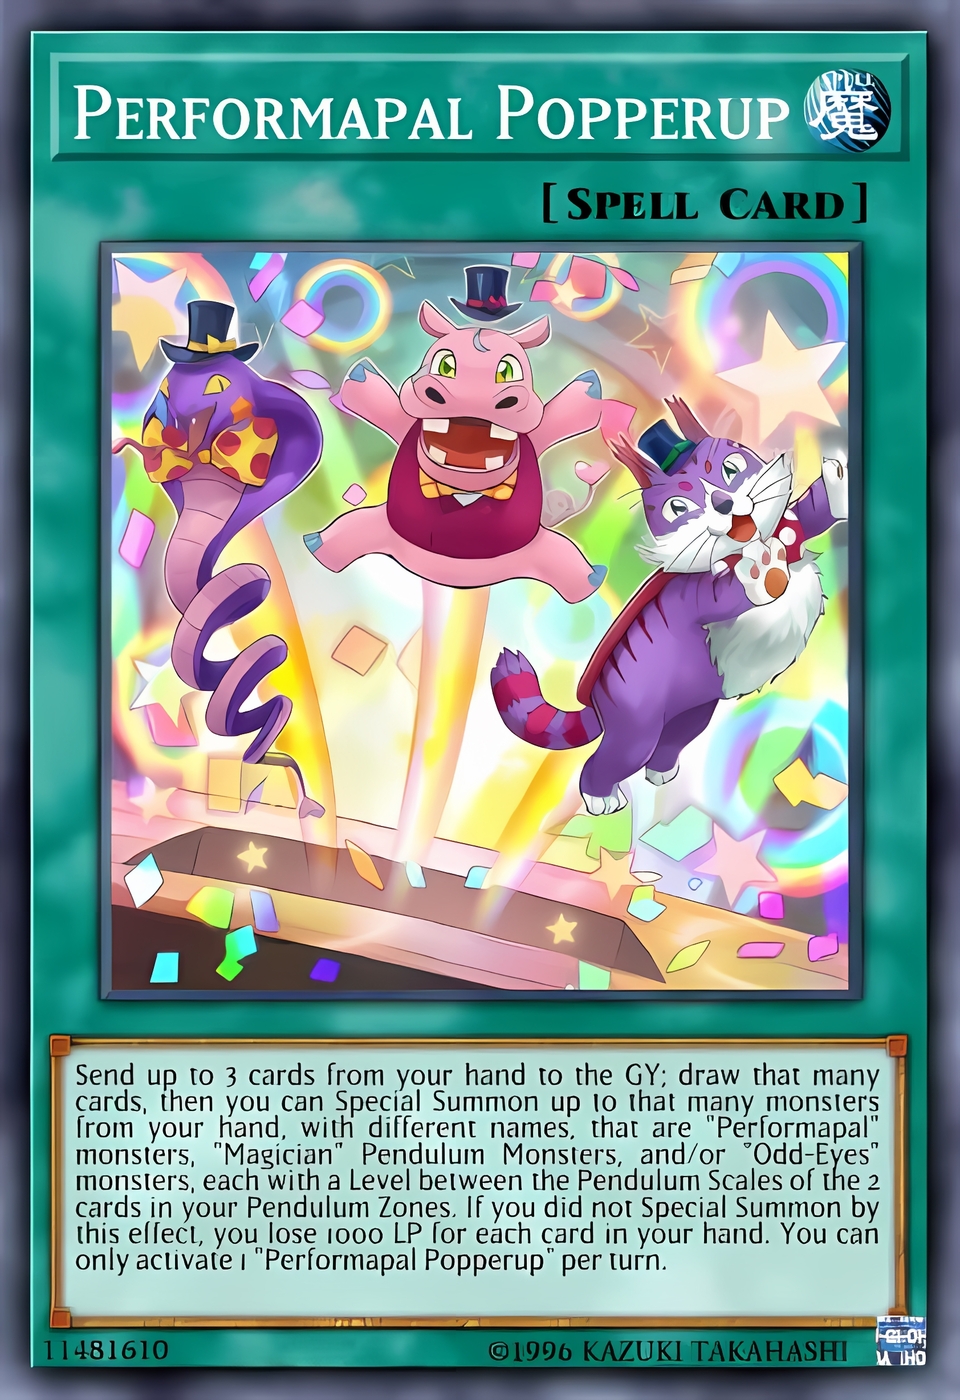 PERFORMAPAL POPPERUP
魔
[SPELL CARD]
Send up to 3 cards from your hand to the GY; draw that many
cards, then you can Special Summon up to that many monsters
from your hand, with different names, that are "Performapal"
monsters, "Magician" Pendulum Monsters, and/or "Odd-Eyes"
monsters, each with a Level between the Pendulum Scales of the 2
cards in your Pendulum Zones. If you did not Special Summon by
this effect, you lose 1000 LP for each card in your hand. You can
only activate 1 "Performapal Popperup" per turn.
11481610
©1996 KAZUKI TAKAHASHI